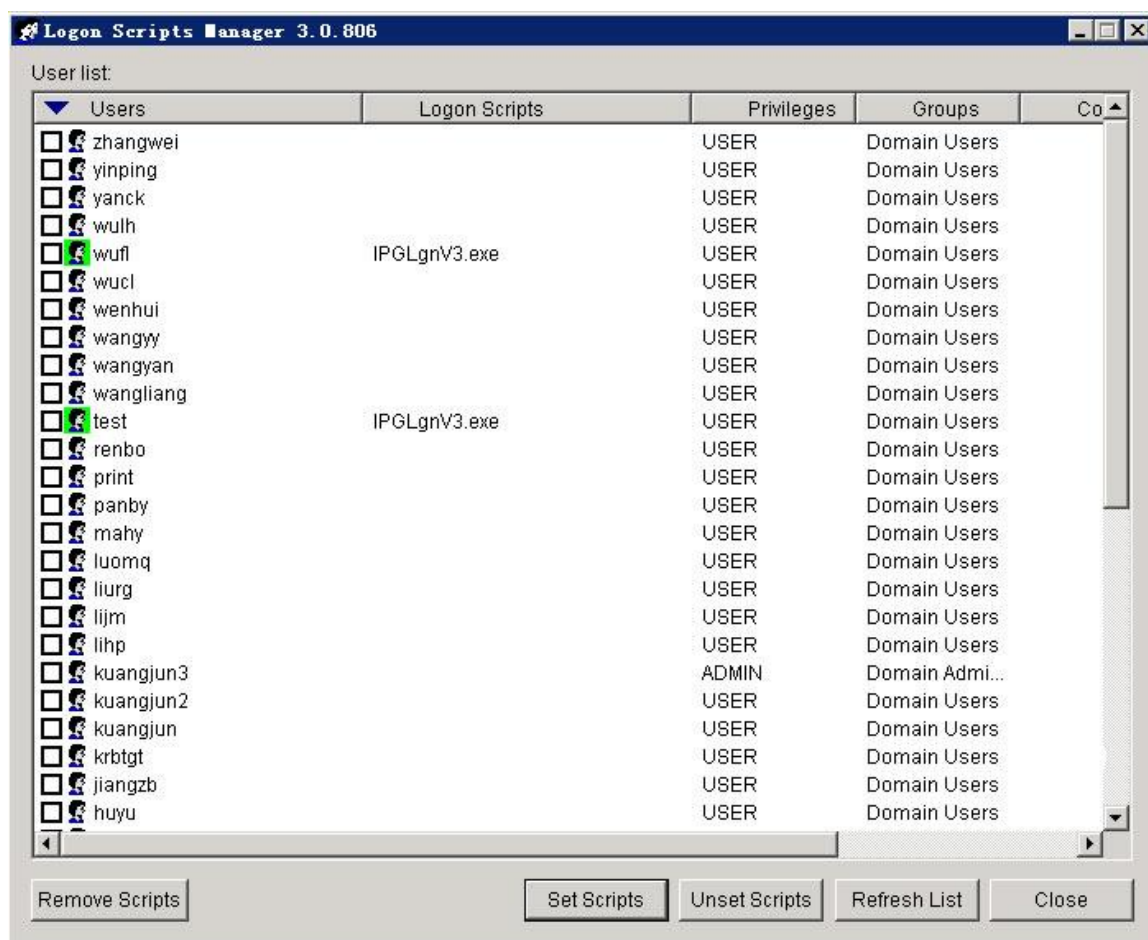 Logon Scripts Manager 3.0.806
User list:
Users Logon Scripts Privileges Groups Co
zhangwei USER Domain Users
yinping USER Domain Users
yanck USER Domain Users
wulh USER Domain Users
wufl IPGLgnV3.exe USER Domain Users
wucl USER Domain Users
wenhui USER Domain Users
wangyy USER Domain Users
wangyan USER Domain Users
wangliang USER Domain Users
test IPGLgnV3.exe USER Domain Users
renbo USER Domain Users
print USER Domain Users
panby USER Domain Users
mahy USER Domain Users
luomq USER Domain Users
liurg USER Domain Users
lijm USER Domain Users
lihp USER Domain Users
kuangjun3 ADMIN Domain Admi...
kuangjun2 USER Domain Users
kuangjun USER Domain Users
krbtgt USER Domain Users
jiangzb USER Domain Users
huyu USER Domain Users
Remove Scripts Set Scripts Unset Scripts Refresh List Close